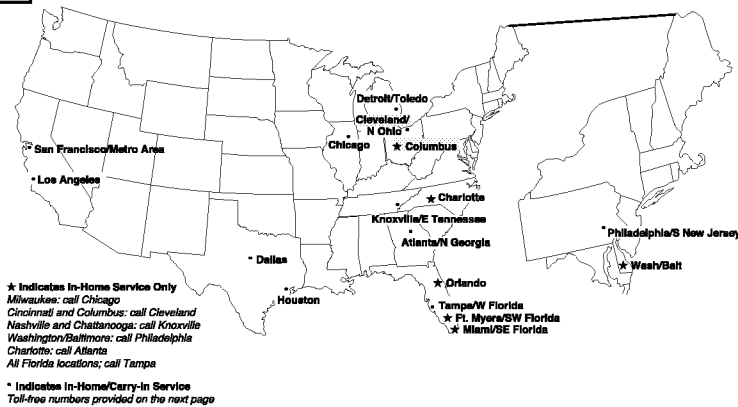 Detroit/Toledo
Cleveland/
N Ohio
Chicago
★ Columbus
San Francisco/Metro Area
Los Angeles
★ Charlotte
Knoxville/E Tennessee
Atlanta/N Georgia
Philadelphia/S New Jersey
★ Wash/Balt
Dallas
Houston
★ Orlando
Tampa/W Florida
★ Ft. Myers/SW Florida
★ Miami/SE Florida
★ Indicates In-Home Service Only
Milwaukee: call Chicago
Cincinnati and Columbus: call Cleveland
Nashville and Chattanooga: call Knoxville
Washington/Baltimore: call Philadelphia
Charlotte: call Atlanta
All Florida locations; call Tampa
▪ Indicates In-Home/Carry-In Service
Toll-free numbers provided on the next page